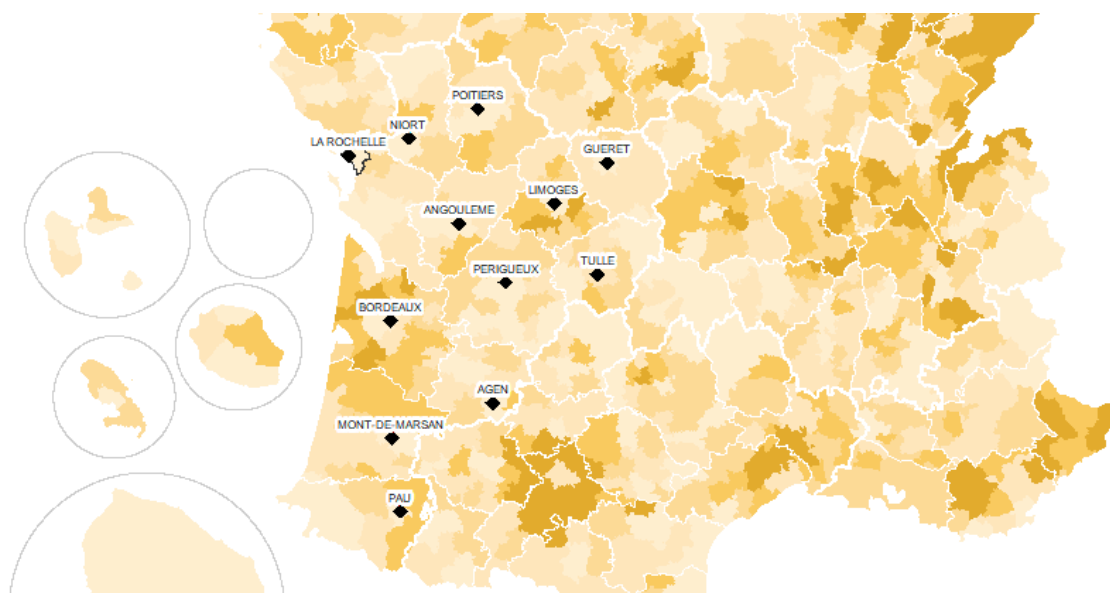 POITIERS
NIORT
LA ROCHELLE
GUERET
LIMOGES
ANGOULEME
PERIGUEUX
TULLE
BORDEAUX
AGEN
MONT-DE-MARSAN
PAU